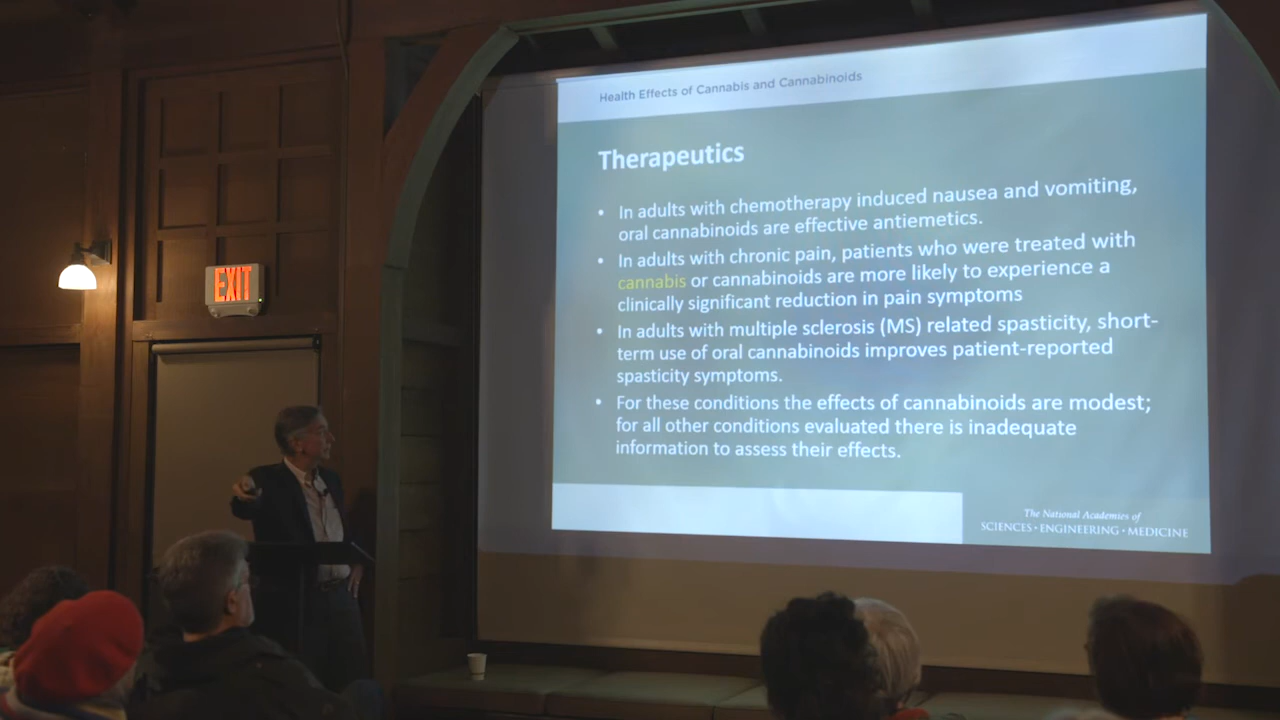 Health Effects of Cannabis and Cannabinoids
Therapeutics
• In adults with chemotherapy induced nausea and vomiting,
oral cannabinoids are effective antiemetics.
• In adults with chronic pain, patients who were treated with
cannabis or cannabinoids are more likely to experience a
clinically significant reduction in pain symptoms
• In adults with multiple sclerosis (MS) related spasticity, short-
term use of oral cannabinoids improves patient-reported
spasticity symptoms.
• For these conditions the effects of cannabinoids are modest;
for all other conditions evaluated there is inadequate
information to assess their effects.
The National Academies of
SCIENCES • ENGINEERING • MEDICINE
EXIT